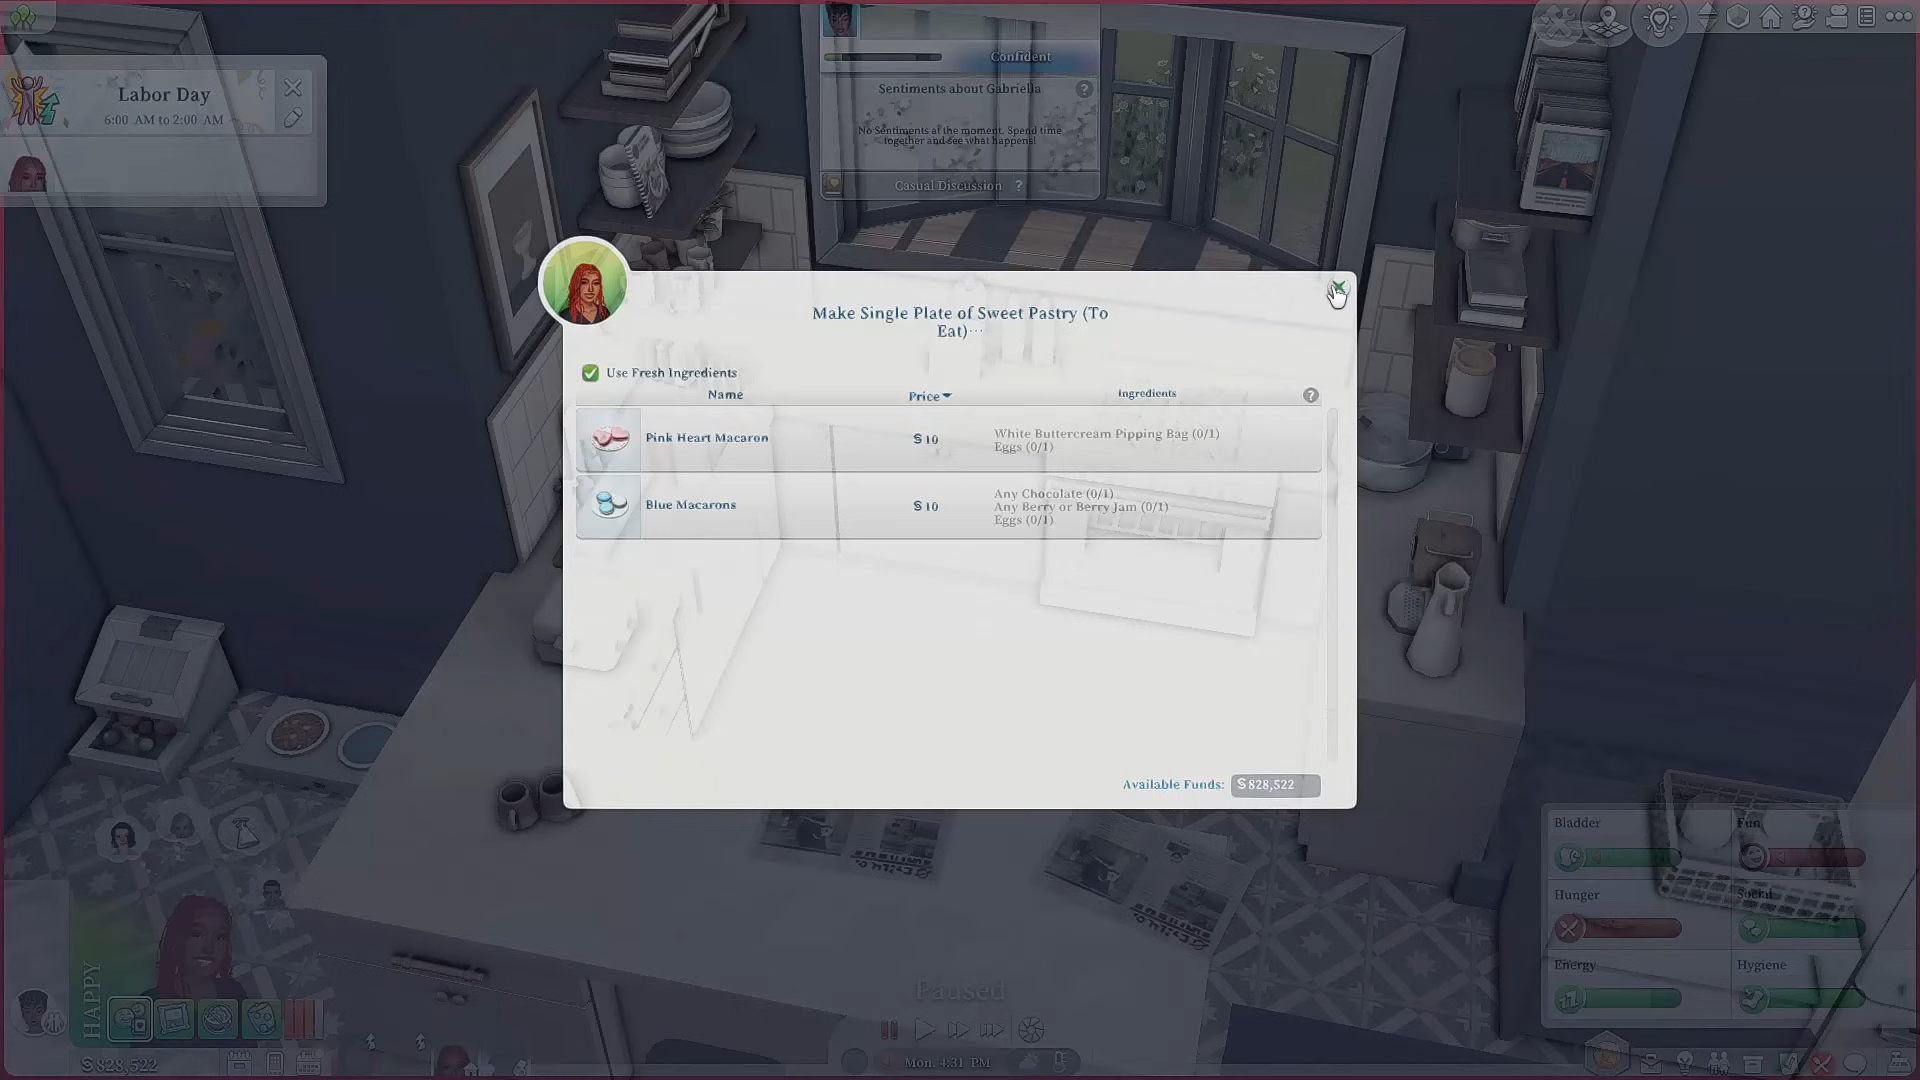 Labor Day
6:00 AM to 2:00 AM
Confident
Sentiments about Gabriella
?
No Sentiments at the moment. Spend time
together and see what happens!
Casual Discussion ?
Make Single Plate of Sweet Pastry (To
Eat)...
Use Fresh Ingredients
Name
Price
Ingredients
?
Pink Heart Macaron
§10
White Buttercream Pipping Bag (0/1)
Eggs (0/1)
Blue Macarons
§10
Any Chocolate (0/1)
Any Berry or Berry Jam (0/1)
Eggs (0/1)
Available Funds: §828,522
Bladder
Fun
Hunger
Social
Energy
Hygiene
HAPPY
Paused
§828,522
Mon. 4:31 PM